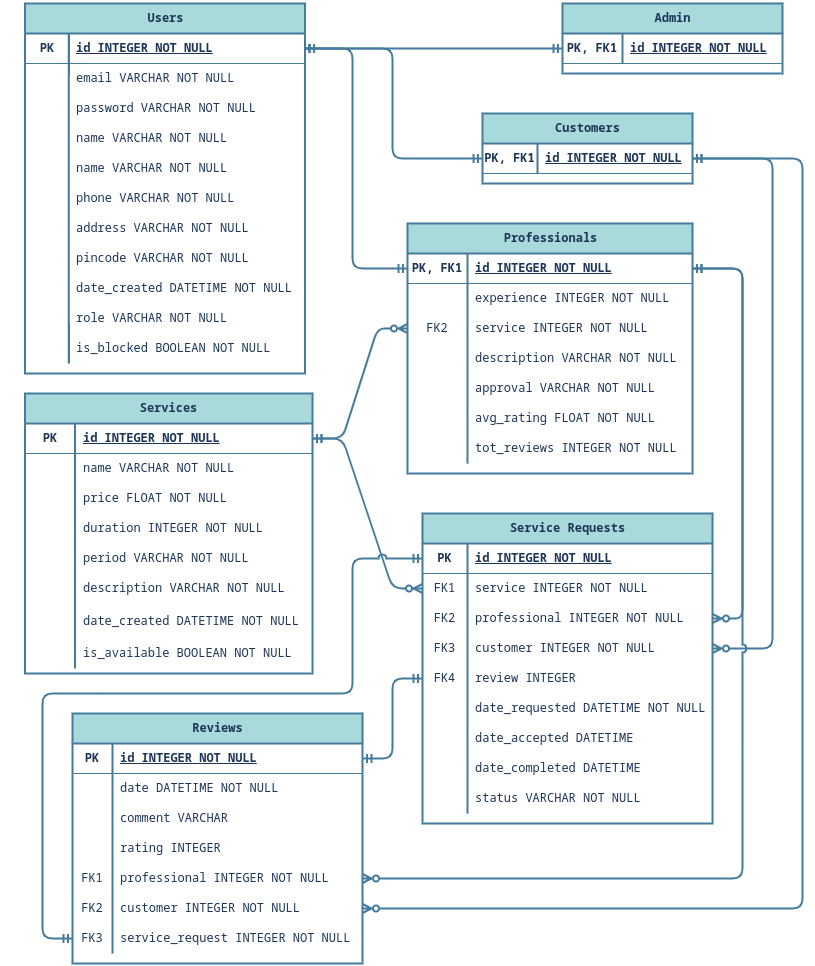 Users
PK id INTEGER NOT NULL
email VARCHAR NOT NULL
password VARCHAR NOT NULL
name VARCHAR NOT NULL
name VARCHAR NOT NULL
phone VARCHAR NOT NULL
address VARCHAR NOT NULL
pincode VARCHAR NOT NULL
date_created DATETIME NOT NULL
role VARCHAR NOT NULL
is_blocked BOOLEAN NOT NULL
Admin
PK, FK1 id INTEGER NOT NULL
Customers
PK, FK1 id INTEGER NOT NULL
Professionals
PK, FK1 id INTEGER NOT NULL
experience INTEGER NOT NULL
FK2 service INTEGER NOT NULL
description VARCHAR NOT NULL
approval VARCHAR NOT NULL
avg_rating FLOAT NOT NULL
tot_reviews INTEGER NOT NULL
Services
PK id INTEGER NOT NULL
name VARCHAR NOT NULL
price FLOAT NOT NULL
duration INTEGER NOT NULL
period VARCHAR NOT NULL
description VARCHAR NOT NULL
date_created DATETIME NOT NULL
is_available BOOLEAN NOT NULL
Service Requests
PK id INTEGER NOT NULL
FK1 service INTEGER NOT NULL
FK2 professional INTEGER NOT NULL
FK3 customer INTEGER NOT NULL
FK4 review INTEGER
date_requested DATETIME NOT NULL
date_accepted DATETIME
date_completed DATETIME
status VARCHAR NOT NULL
Reviews
PK id INTEGER NOT NULL
date DATETIME NOT NULL
comment VARCHAR
rating INTEGER
FK1 professional INTEGER NOT NULL
FK2 customer INTEGER NOT NULL
FK3 service_request INTEGER NOT NULL